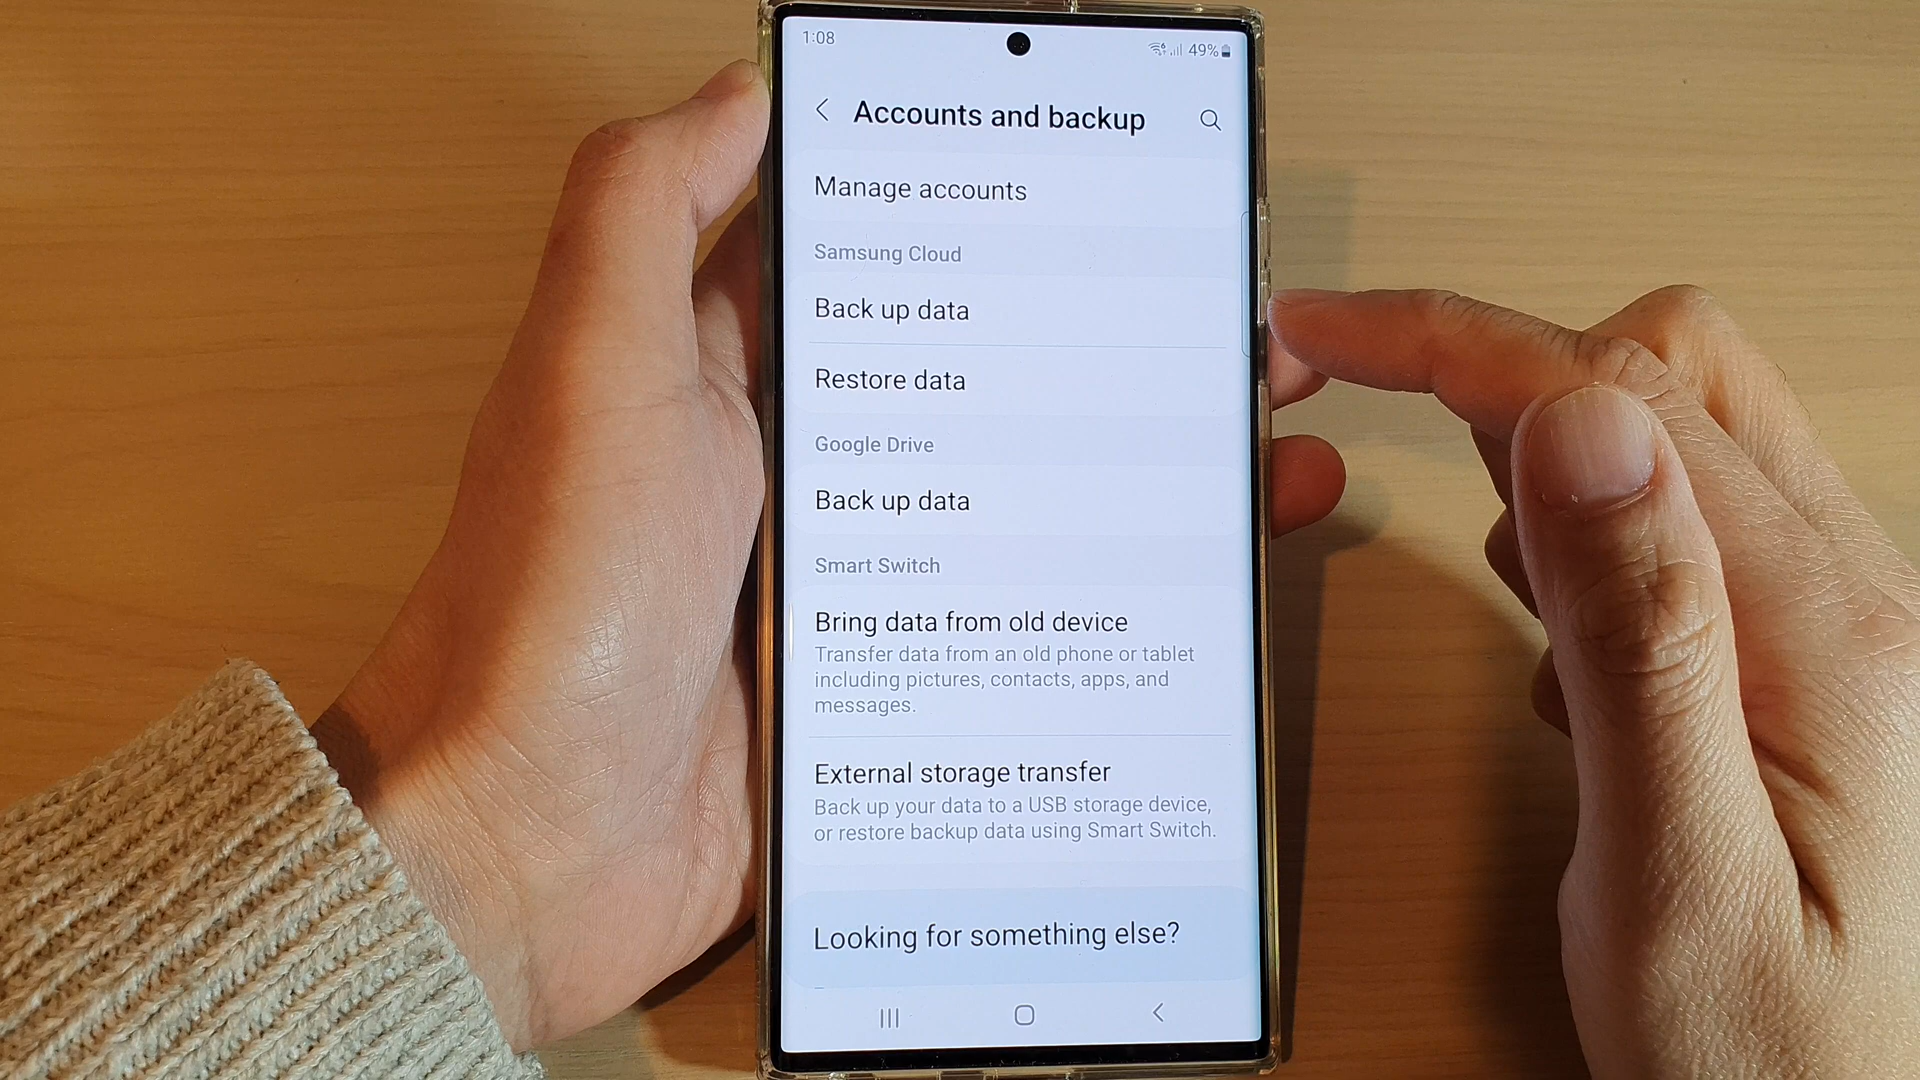 1:08
49%
Accounts and backup
Manage accounts
Samsung Cloud
Back up data
Restore data
Google Drive
Back up data
Smart Switch
Bring data from old device
Transfer data from an old phone or tablet
including pictures, contacts, apps, and
messages.
External storage transfer
Back up your data to a USB storage device,
or restore backup data using Smart Switch.
Looking for something else?